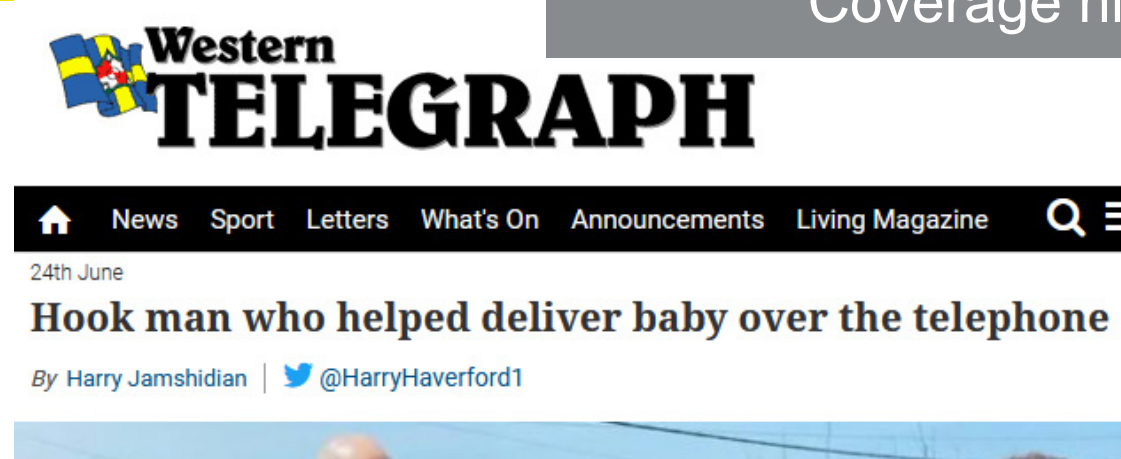 Coverage
Western
TELEGRAPH
News Sport Letters What's On Announcements Living Magazine
24th June
Hook man who helped deliver baby over the telephone
By Harry Jamshidian | @HarryHaverford1